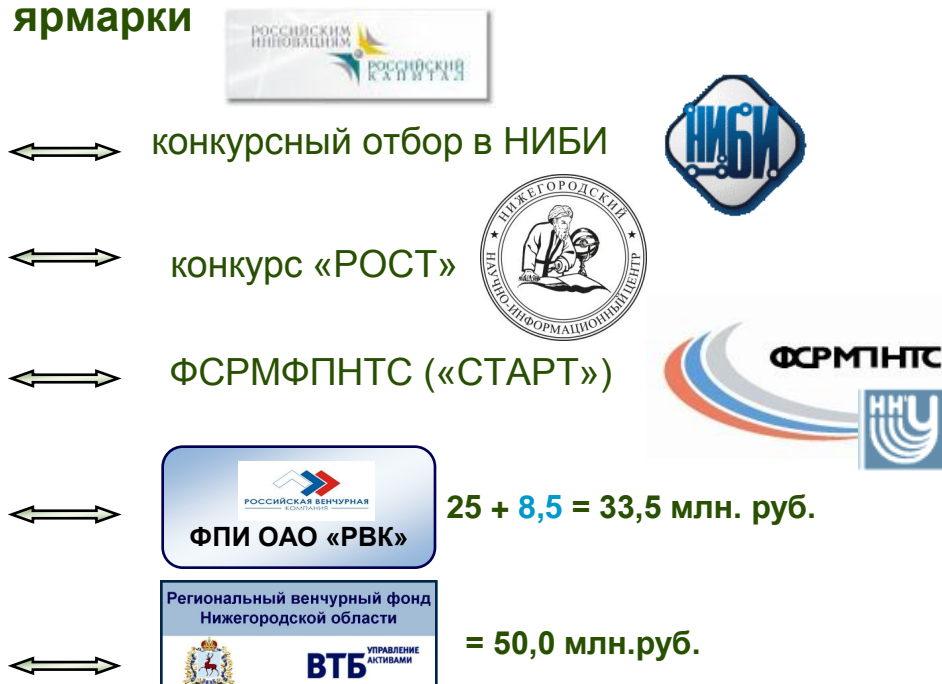 ярмарки
РОССИЙСКИМ
ИННОВАЦИЯМ
РОССИЙСКИЙ
КАПИТАЛ
конкурсный отбор в НИБИ
НИБИ
конкурс «РОСТ»
НИЖЕГОРОДСКИЙ
НАУЧНО-ИНФОРМАЦИОННЫЙ ЦЕНТР
ФСРМФПНТС («СТАРТ»)
ФСРМПНТС
ННГУ
РОССИЙСКАЯ ВЕНЧУРНАЯ
КОМПАНИЯ
ФПИ ОАО «РВК»
25 + 8,5 = 33,5 млн. руб.
Региональный венчурный фонд
Нижегородской области
ВТБ УПРАВЛЕНИЕ
АКТИВАМИ
= 50,0 млн.руб.